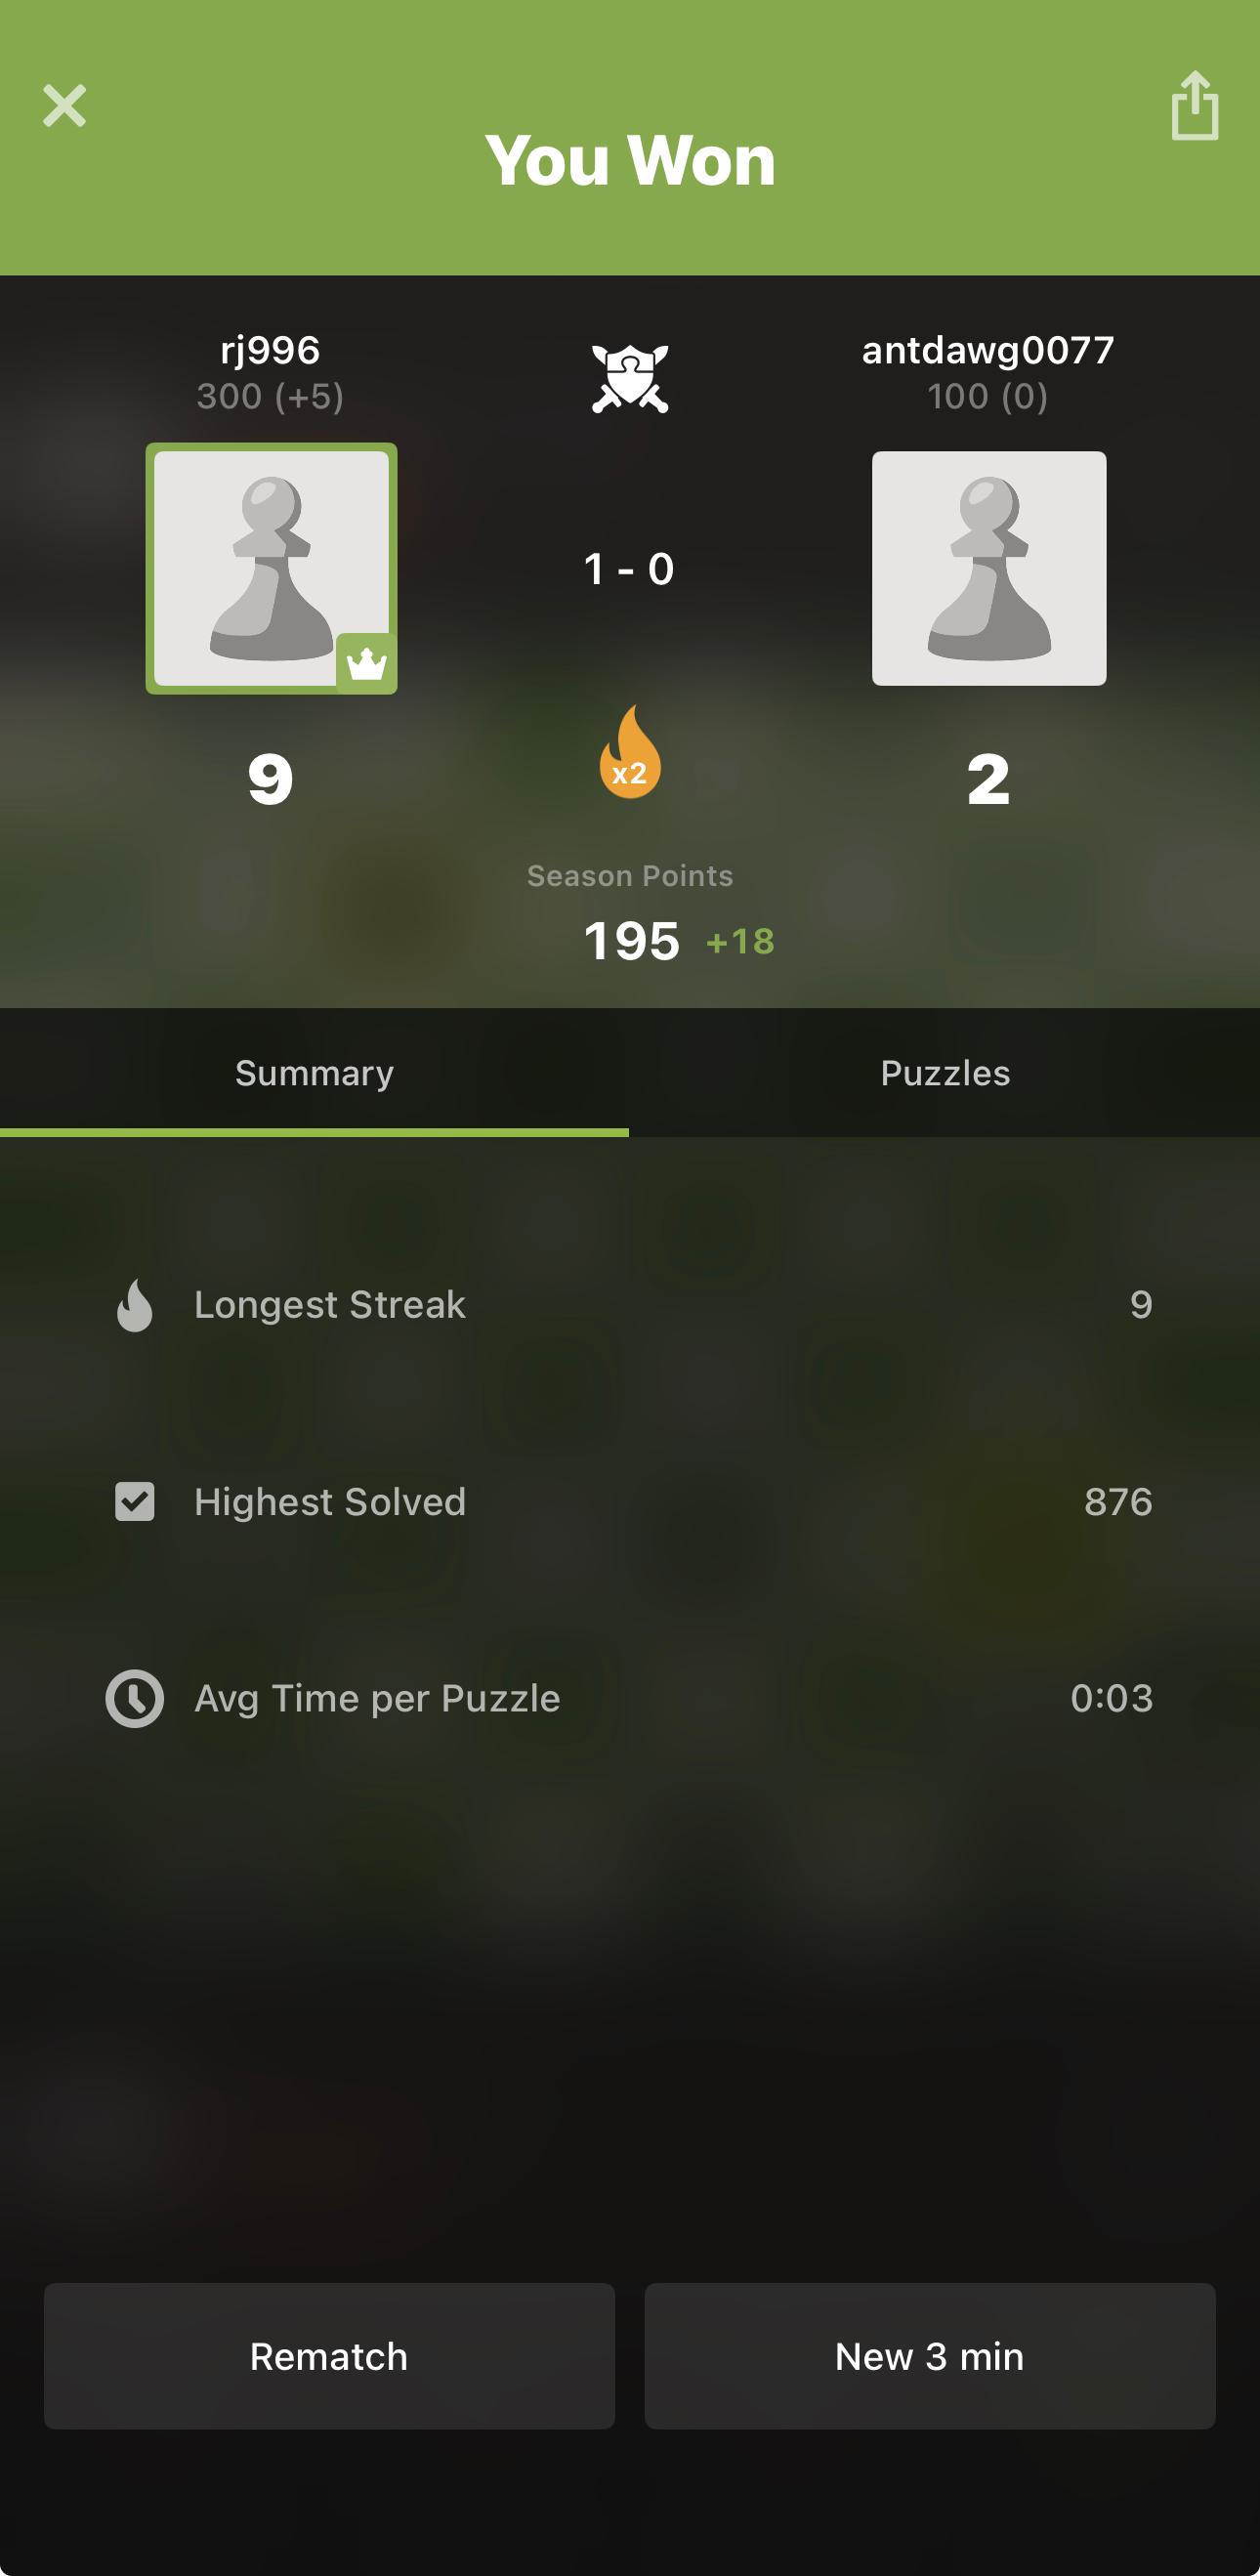 You Won
rj996
300 (+5)
antdawg0077
100 (0)
1 - 0
9
x2
2
Season Points
195 +18
Summary
Puzzles
Longest Streak
9
Highest Solved
876
Avg Time per Puzzle
0:03
Rematch
New 3 min